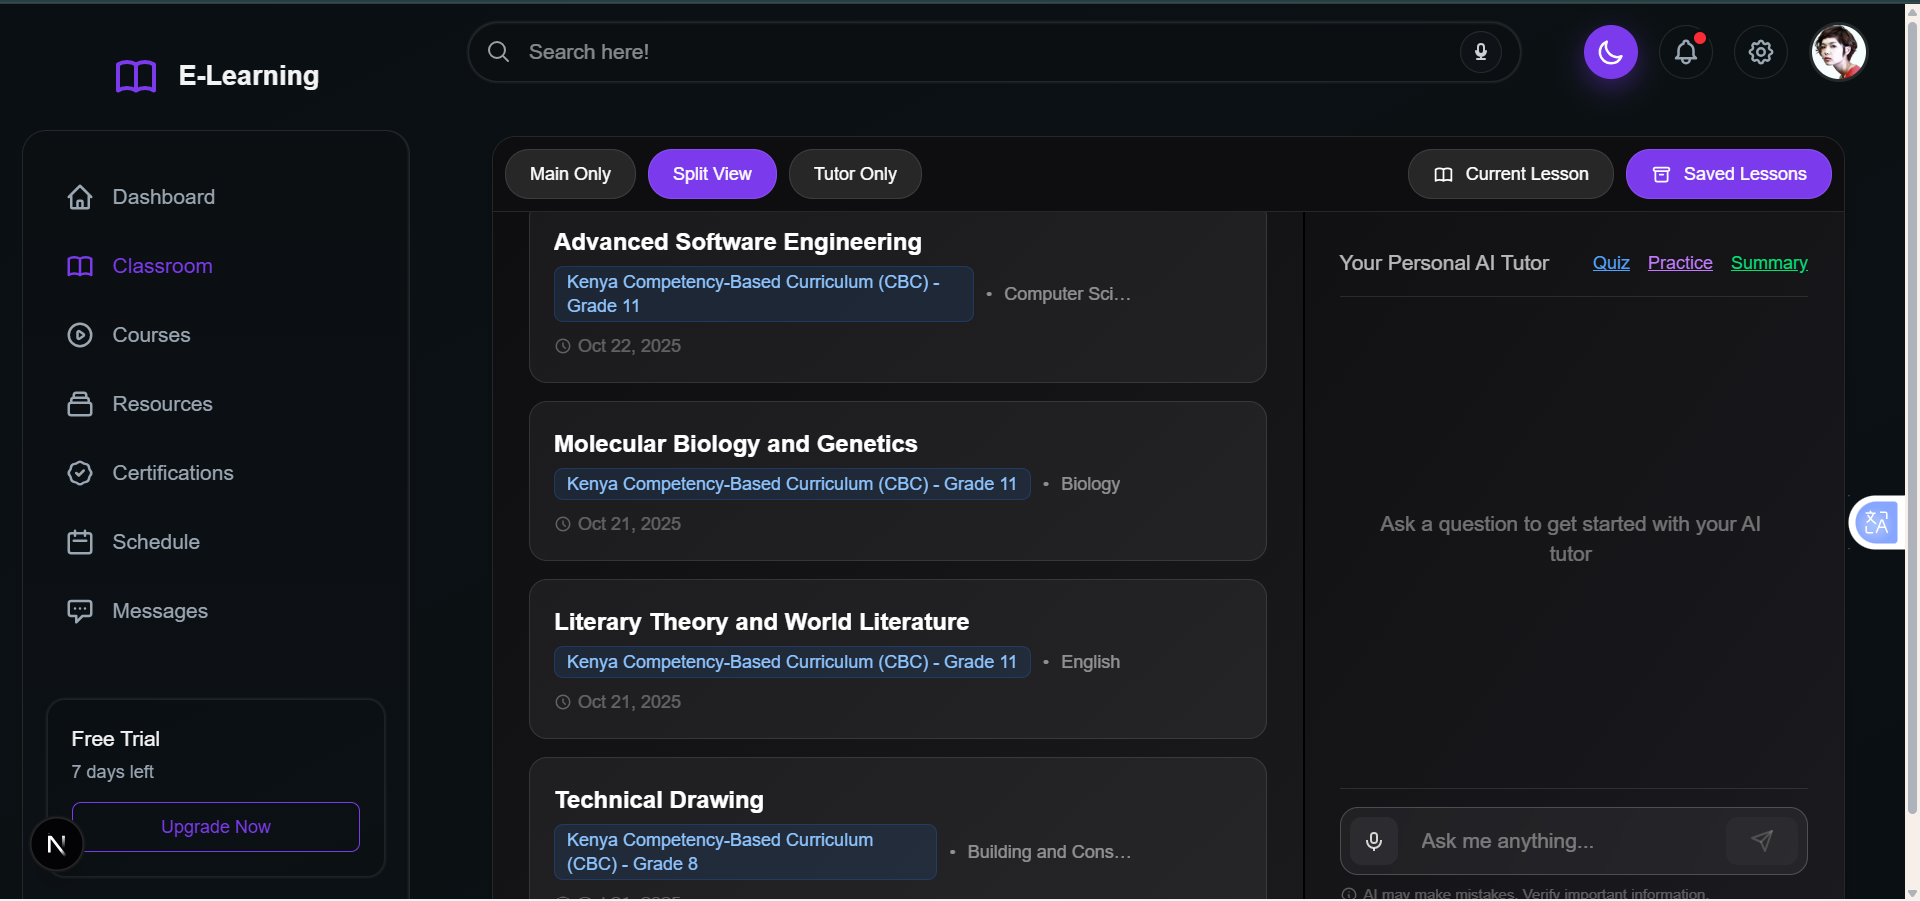 E-Learning
Search here!
Dashboard
Classroom
Courses
Resources
Certifications
Schedule
Messages
Free Trial
7 days left
Upgrade Now
N
Main Only
Split View
Tutor Only
Current Lesson
Saved Lessons
Advanced Software Engineering
Kenya Competency-Based Curriculum (CBC) -
Grade 11
• Computer Sci...
Oct 22, 2025
Molecular Biology and Genetics
Kenya Competency-Based Curriculum (CBC) - Grade 11 • Biology
Oct 21, 2025
Literary Theory and World Literature
Kenya Competency-Based Curriculum (CBC) - Grade 11 • English
Oct 21, 2025
Technical Drawing
Kenya Competency-Based Curriculum
(CBC) - Grade 8
• Building and Cons...
Your Personal AI Tutor
Quiz Practice Summary
Ask a question to get started with your AI
tutor
Ask me anything...
AI may make mistakes. Verify important information.
文A